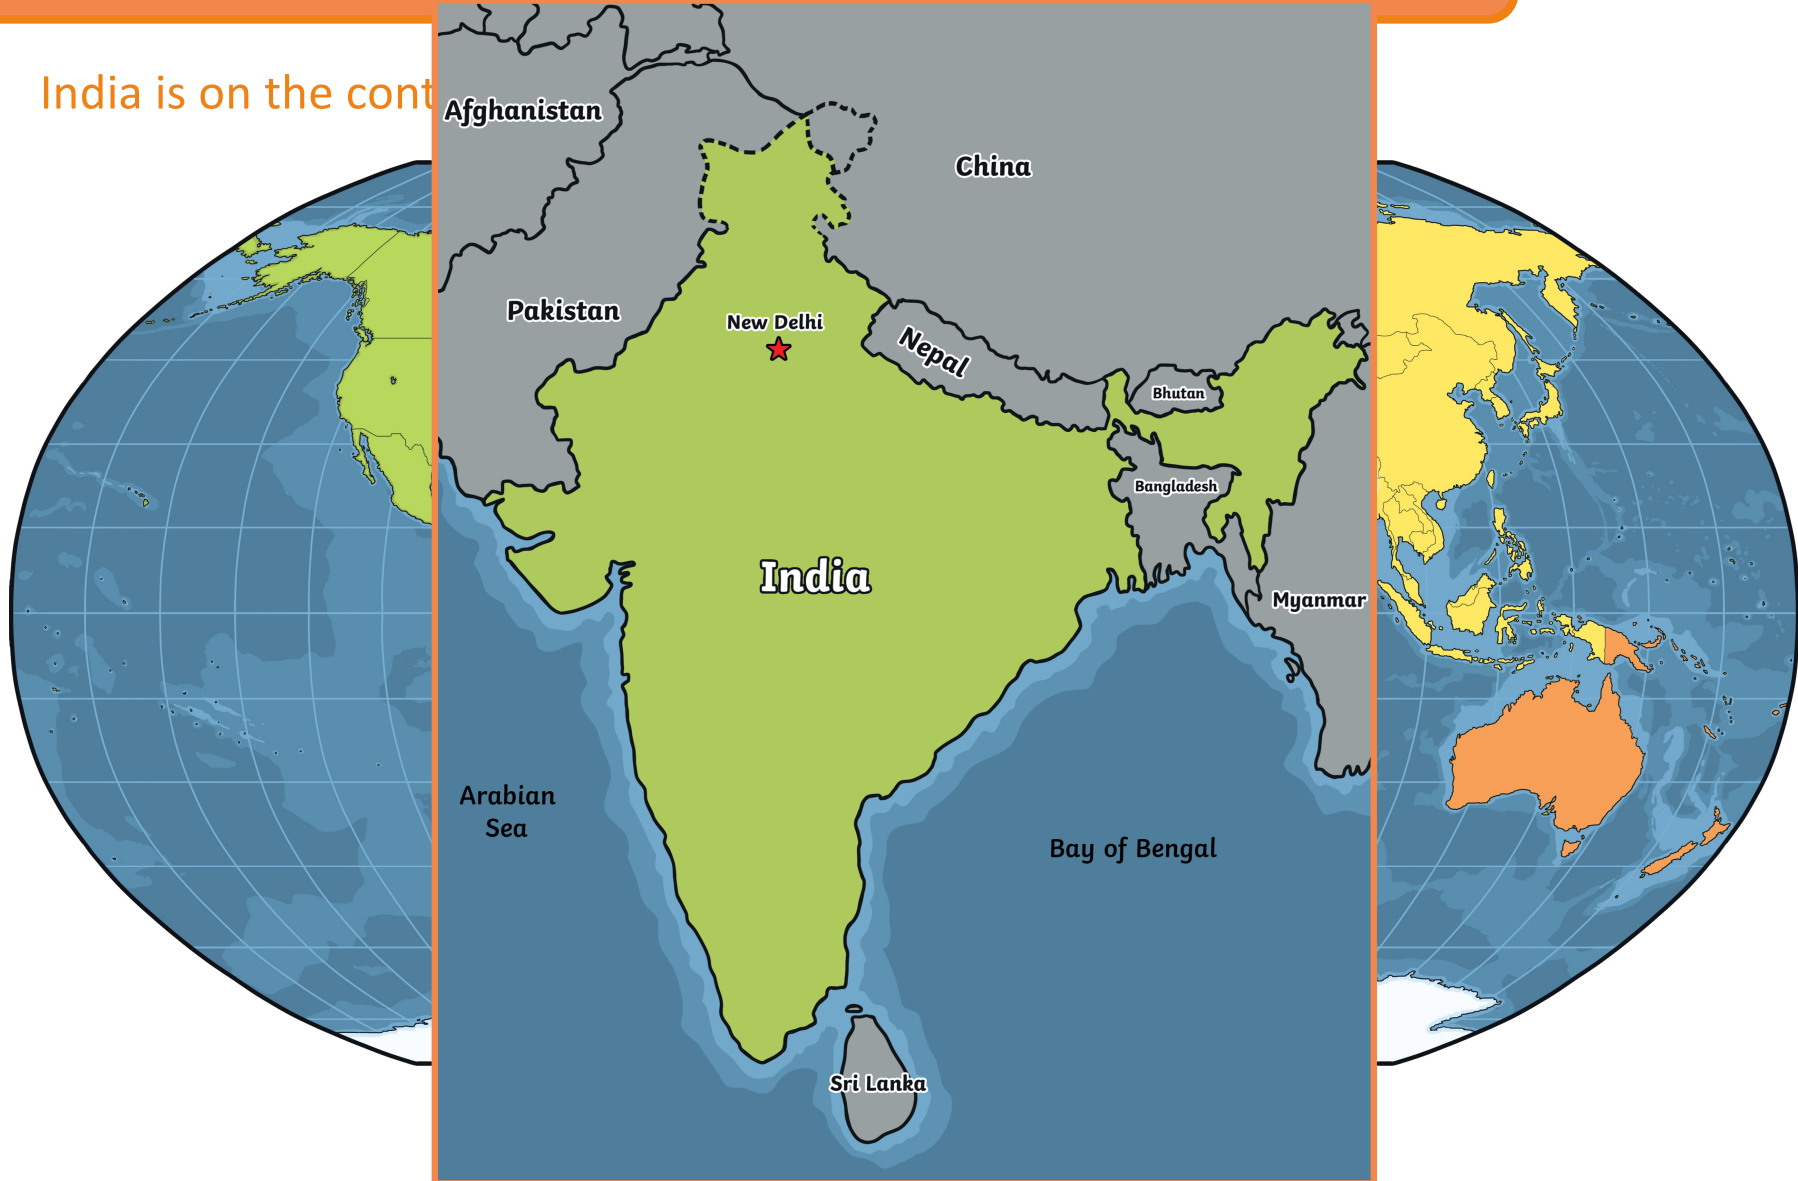 India is on the cont
Afghanistan
China
Pakistan
New Delhi
Nepal
Bhutan
Bangladesh
India
Myanmar
Arabian
Sea
Bay of Bengal
Sri Lanka